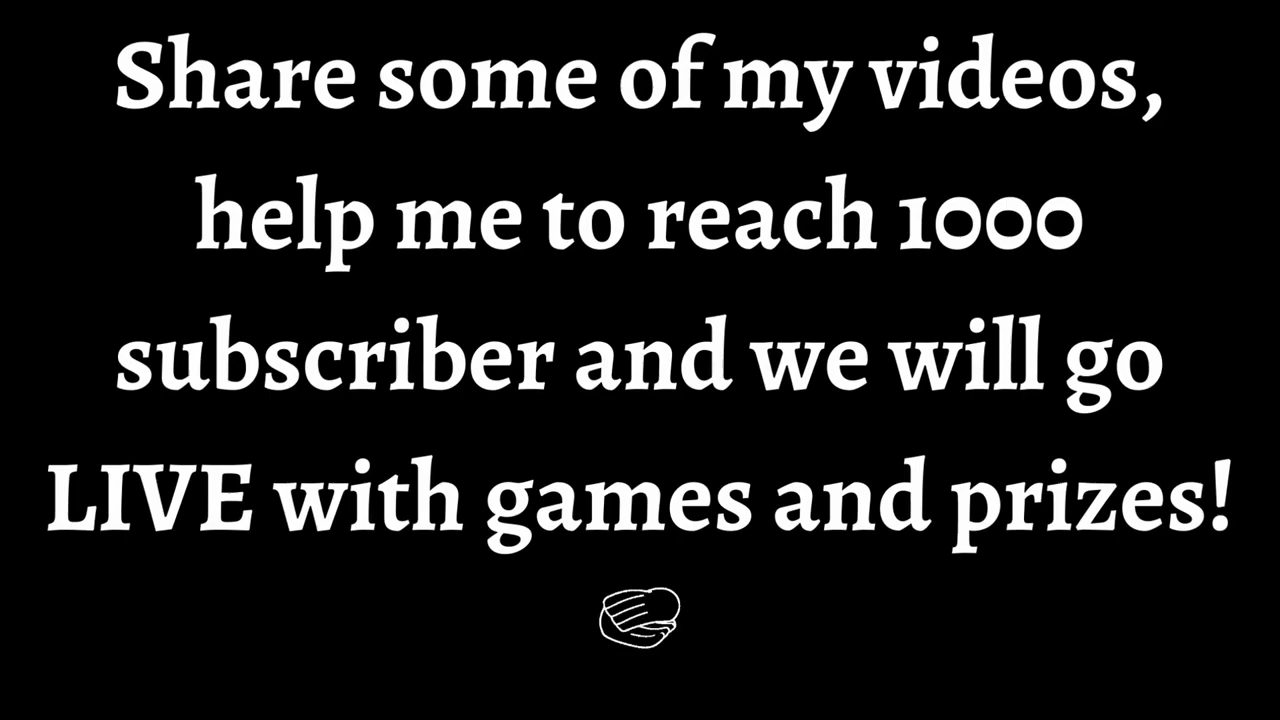 Share some of my videos,
help me to reach 1000
subscriber and we will go
LIVE with games and prizes!